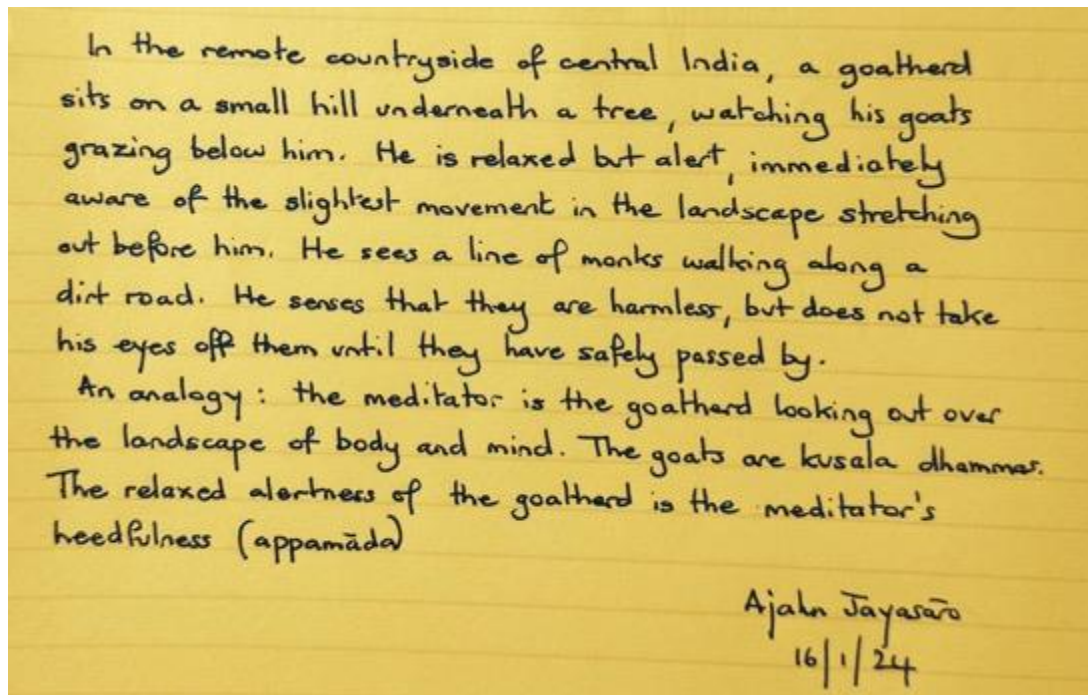 In the remote countryside of central India, a goatherd
sits on a small hill underneath a tree, watching his goats
grazing below him. He is relaxed but alert, immediately
aware of the slightest movement in the landscape stretching
out before him. He sees a line of monks walking along a
dirt road. He senses that they are harmless, but does not take
his eyes off them until they have safely passed by.
An analogy: the meditator is the goatherd looking out over
the landscape of body and mind. The goats are kusala dhammas.
The relaxed alertness of the goatherd is the meditator's
heedfulness (appamāda)
Ajahn Jayasāro
16/1/24